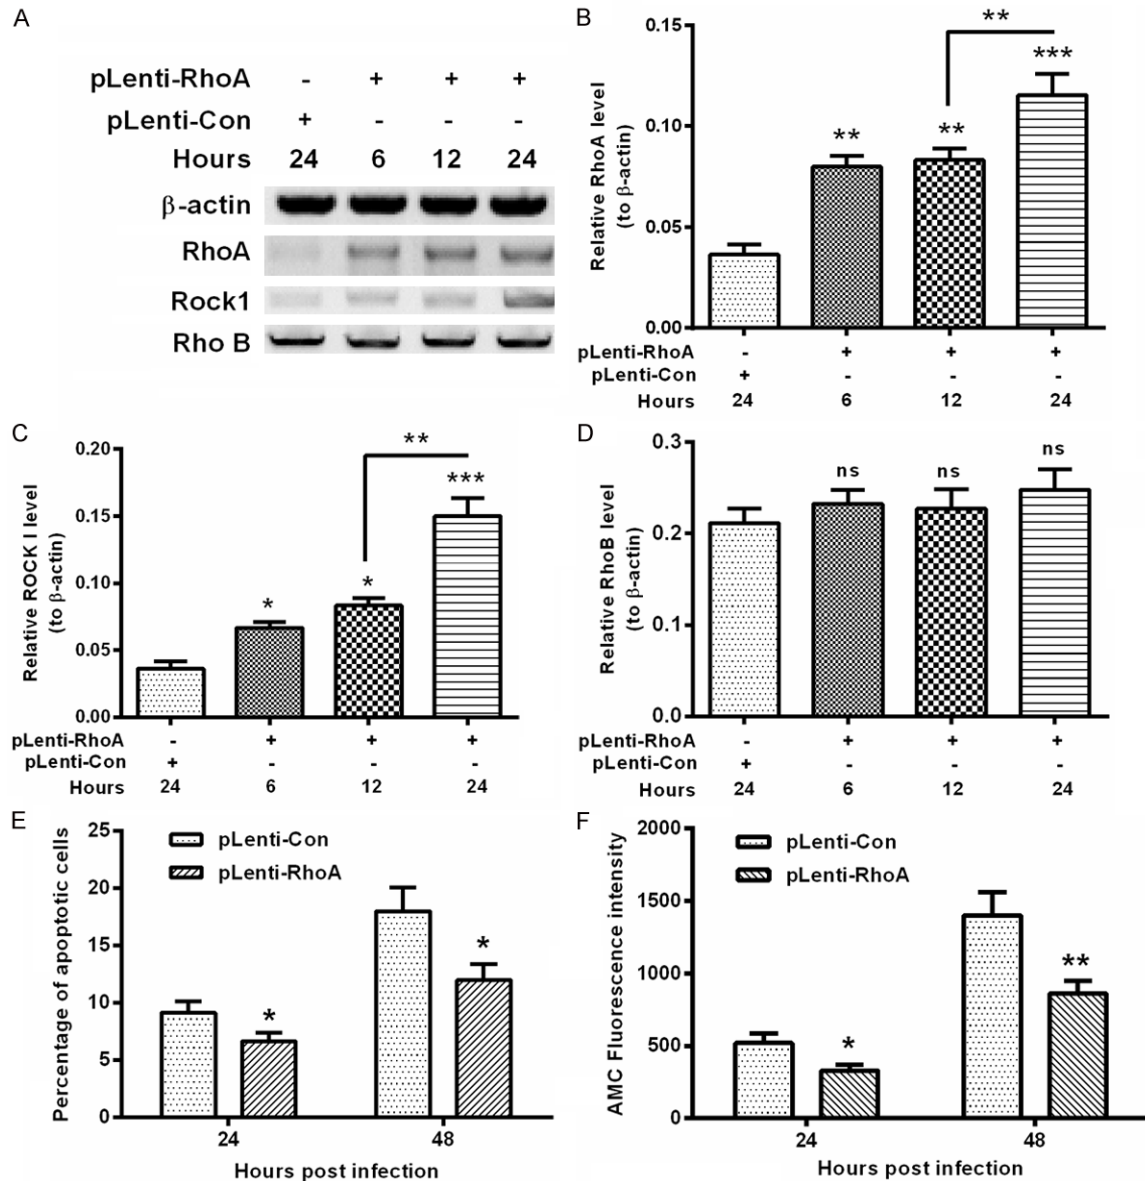 A
pLenti-RhoA - + + +
pLenti-Con + - - -
Hours 24 6 12 24
β-actin
RhoA
Rock1
Rho B
B
Relative RhoA level
(to β-actin)
0.15
0.10
0.05
0.00
**
** ** ***
pLenti-RhoA - + + +
pLenti-Con + - - -
Hours 24 6 12 24
C
Relative ROCK I level
(to β-actin)
0.20
0.15
0.10
0.05
0.00
**
* * ***
pLenti-RhoA - + + +
pLenti-Con + - - -
Hours 24 6 12 24
D
Relative RhoB level
(to β-actin)
0.3
0.2
0.1
0.0
ns ns ns
pLenti-RhoA - + + +
pLenti-Con + - - -
Hours 24 6 12 24
E
Percentage of apoptotic cells
25
20
15
10
5
0
pLenti-Con
pLenti-RhoA
* *
24 48
Hours post infection
F
AMC Fluorescence intensity
2000
1500
1000
500
0
pLenti-Con
pLenti-RhoA
* **
24 48
Hours post infection